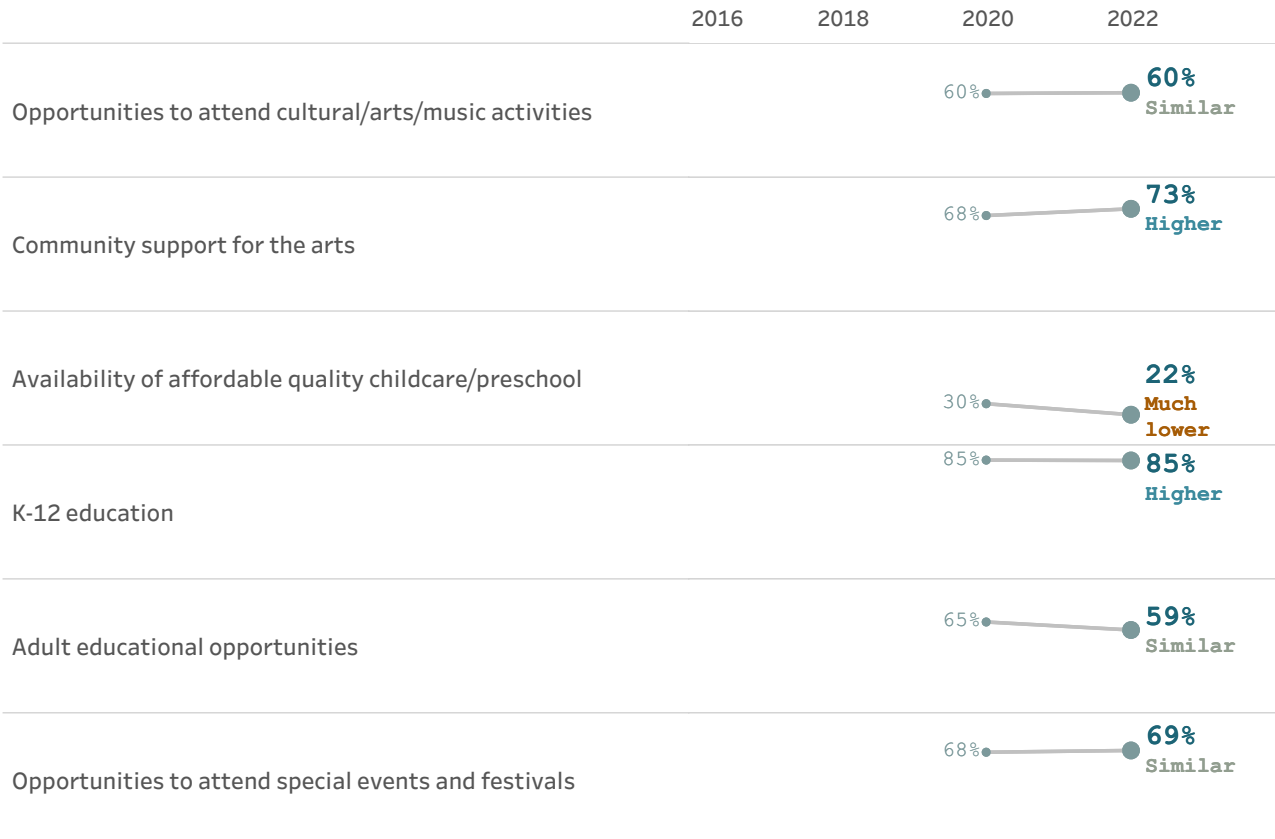 2016 2018 2020 2022
Opportunities to attend cultural/arts/music activities
60%
60%
Similar
Community support for the arts
68%
73%
Higher
Availability of affordable quality childcare/preschool
30%
22%
Much
lower
K-12 education
85%
85%
Higher
Adult educational opportunities
65%
59%
Similar
Opportunities to attend special events and festivals
68%
69%
Similar